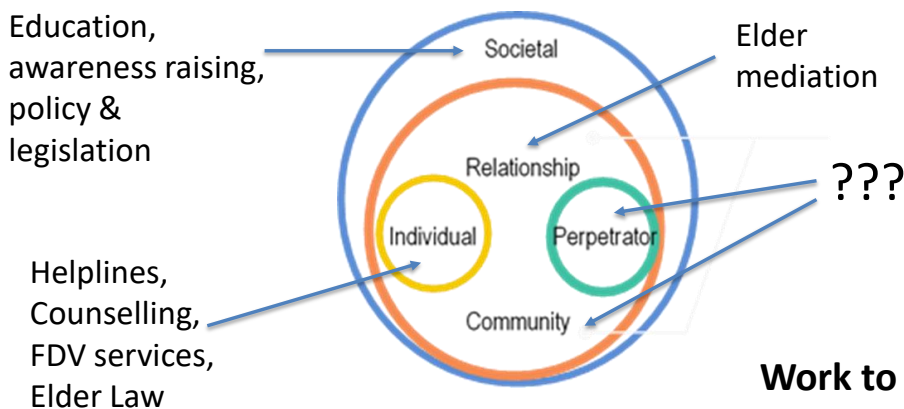 Education,
awareness raising,
policy &
legislation
Societal
Elder
mediation
Relationship
???
Individual
Perpetrator
Helplines,
Counselling,
FDV services,
Elder Law
Community
Work to